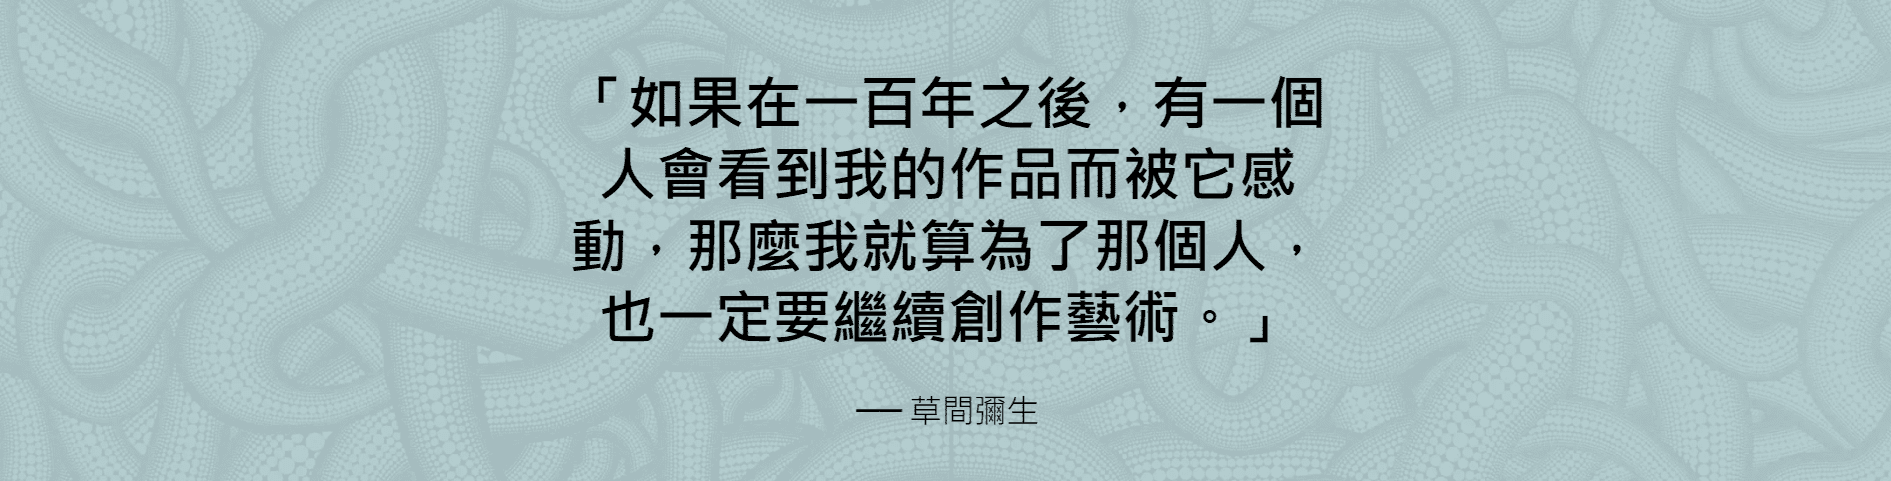 「如果在一百年之後，有一個
人會看到我的作品而被它感
動，那麼我就算為了那個人，
也一定要繼續創作藝術。」
── 草間彌生